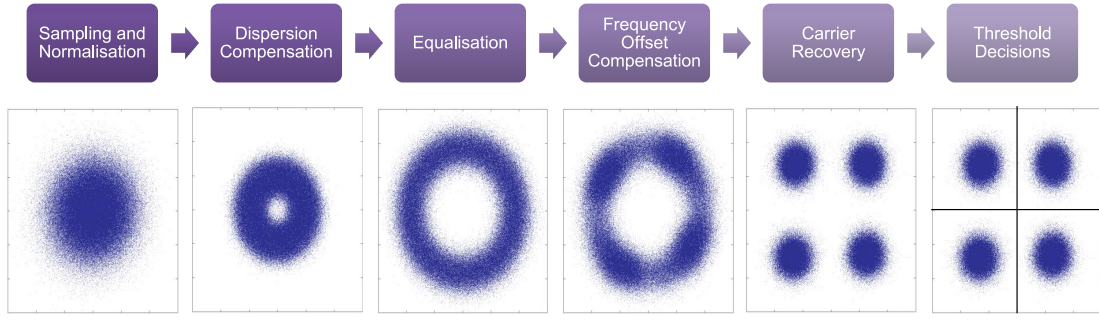 Sampling and
Normalisation
Dispersion
Compensation
Equalisation
Frequency
Offset
Compensation
Carrier
Recovery
Threshold
Decisions